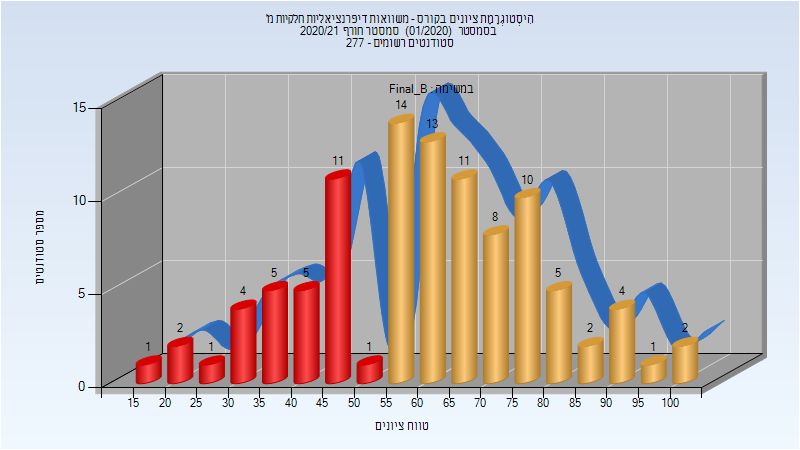 היסטוגרמת ציונים בקורס - משוואות דיפרנציאליות חלקיות מ'
בסמסטר (01/2020) סמסטר חורף 2020/21
סטודנטים רשומים - 277
במשימה : Final_B
15
10
5
0
מספר סטודנטים
1 2 1 4 5 5 11 1 14 13 11 8 10 5 2 4 1 2
15 20 25 30 35 40 45 50 55 60 65 70 75 80 85 90 95 100
טווח ציונים